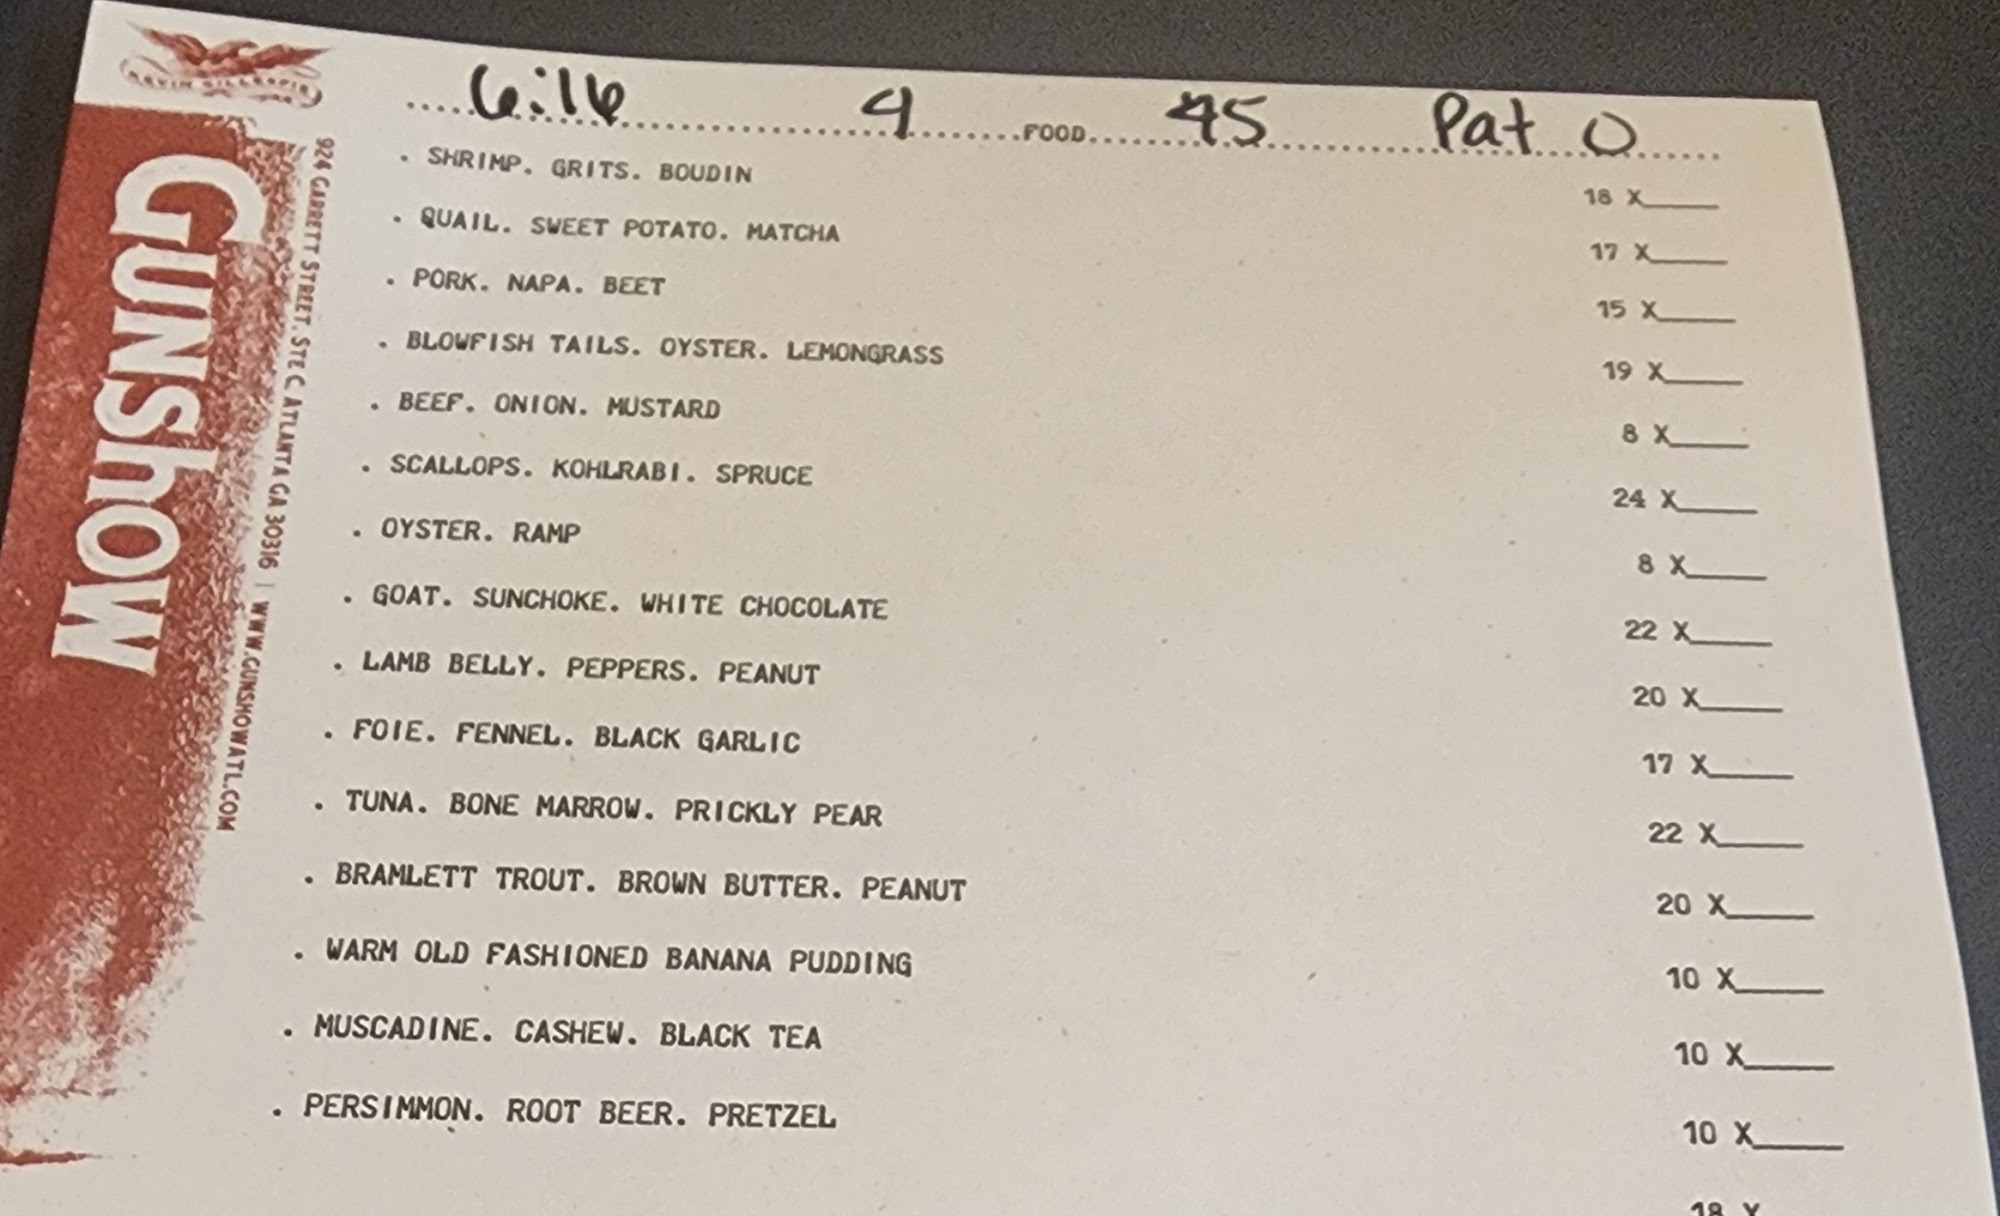 KEVIN GILLESPIE
GUNShOW
924 GARRETT STREET. STE C ATLANTA GA 30316 | WWW.GUNSHOWATL.COM
6:16 4 FOOD 45 Pat O
. SHRIMP. GRITS. BOUDIN 18 X
. QUAIL. SWEET POTATO. MATCHA 17 X
. PORK. NAPA. BEET 15 X
. BLOWFISH TAILS. OYSTER. LEMONGRASS 19 X
. BEEF. ONION. MUSTARD 8 X
. SCALLOPS. KOHLRABI. SPRUCE 24 X
. OYSTER. RAMP 8 X
. GOAT. SUNCHOKE. WHITE CHOCOLATE 22 X
. LAMB BELLY. PEPPERS. PEANUT 20 X
. FOIE. FENNEL. BLACK GARLIC 17 X
. TUNA. BONE MARROW. PRICKLY PEAR 22 X
. BRAMLETT TROUT. BROWN BUTTER. PEANUT 20 X
. WARM OLD FASHIONED BANANA PUDDING 10 X
. MUSCADINE. CASHEW. BLACK TEA 10 X
. PERSIMMON. ROOT BEER. PRETZEL 10 X
18 X